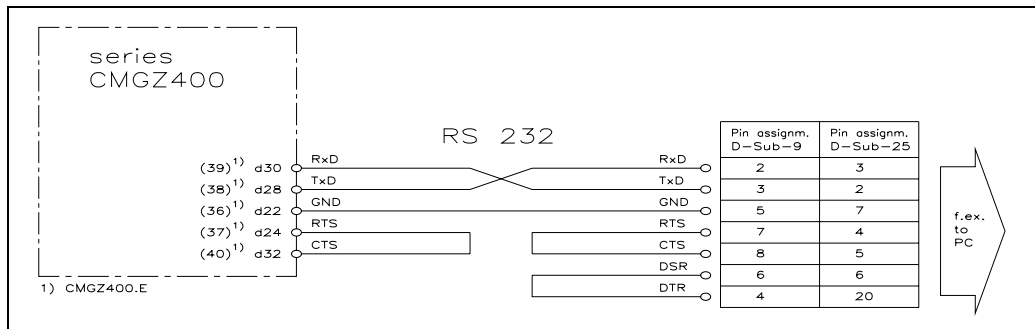 series
CMGZ400
RS 232
Pin assignm. D-Sub-9 Pin assignm. D-Sub-25
(39)1) d30 RxD RxD 2 3
(38)1) d28 TxD TxD 3 2
(36)1) d22 GND GND 5 7
(37)1) d24 RTS RTS 7 4
(40)1) d32 CTS CTS 8 5
DSR 6 6
DTR 4 20
f.ex.
to
PC
1) CMGZ400.E